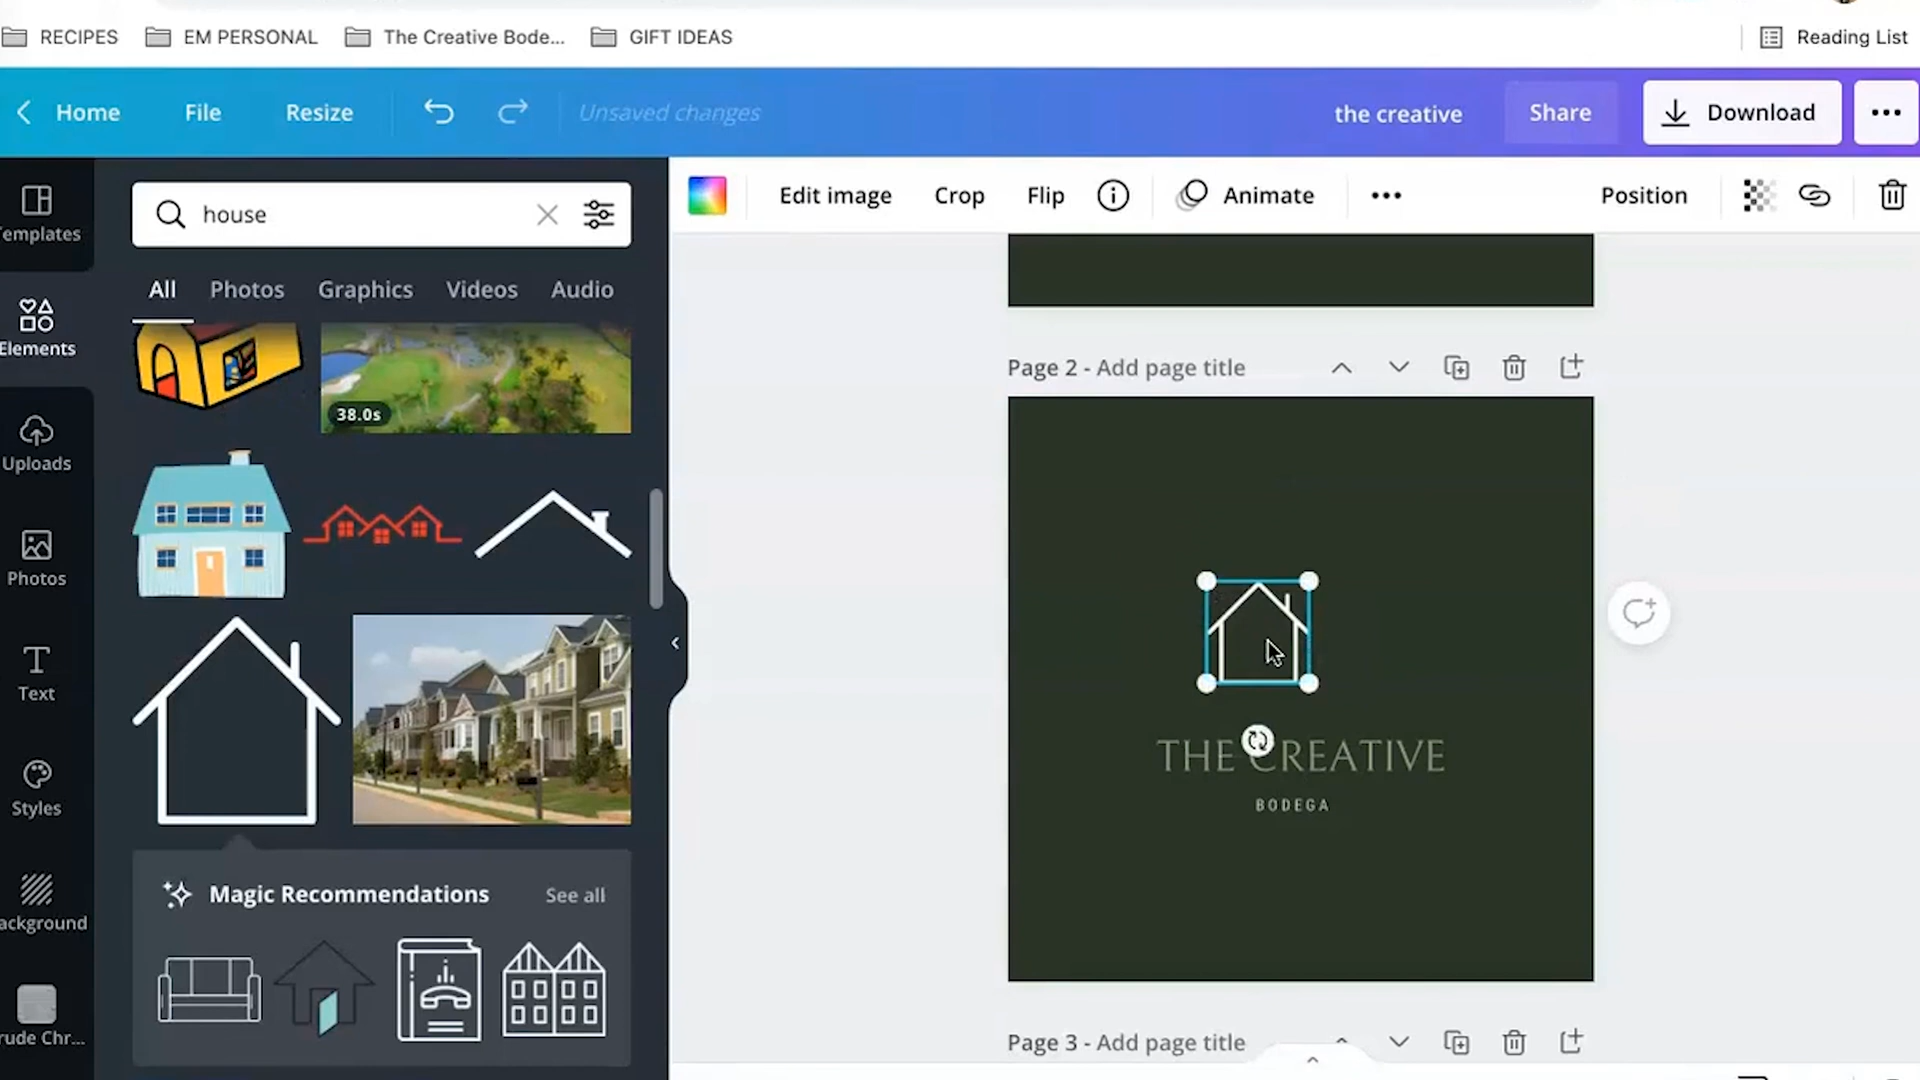 RECIPES
EM PERSONAL
The Creative Bode...
GIFT IDEAS
Reading List
Home
File
Resize
Unsaved changes
the creative
Share
Download
Templates
Elements
Uploads
Photos
Text
Styles
ackground
rude Chr...
house
All
Photos
Graphics
Videos
Audio
38.0s
Magic Recommendations
See all
Edit image
Crop
Flip
Animate
Position
Page 2 - Add page title
THE CREATIVE
BODEGA
Page 3 - Add page title